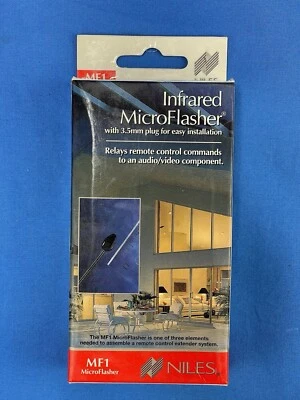 MF1
Infrared
MicroFlasher®
with 3.5mm plug for easy installation
Relays remote control commands
to an audio/video component.
The MF1 MicroFlasher is one of three elements
needed to assemble a remote control extender system.
MF1
MicroFlasher
NILES